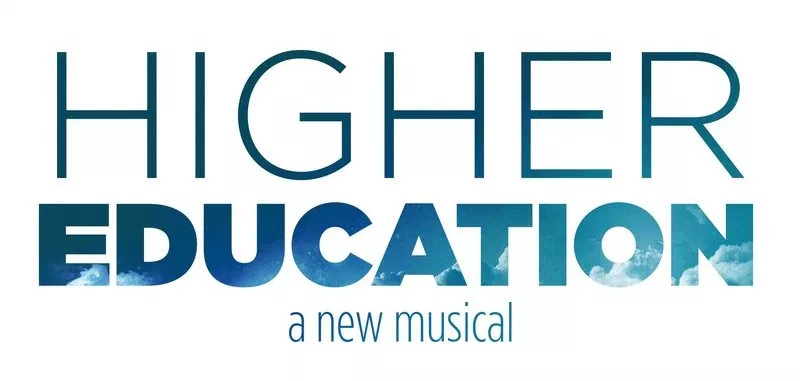 HIGHER
EDUCATION
a new musical